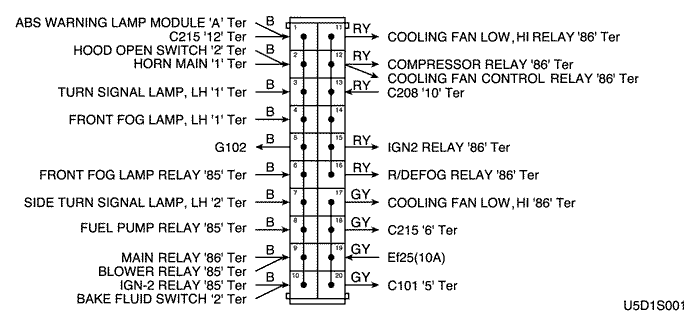 ABS WARNING LAMP MODULE 'A' Ter B
C215 '12' Ter
1 11 RY COOLING FAN LOW, HI RELAY '86' Ter
HOOD OPEN SWITCH '2' Ter B
HORN MAIN '1' Ter
2 12 RY COMPRESSOR RELAY '86' Ter
COOLING FAN CONTROL RELAY '86' Ter
TURN SIGNAL LAMP, LH '1' Ter B 3 13 RY C208 '10' Ter
FRONT FOG LAMP, LH '1' Ter B 4 14
G102 B 5 15 RY IGN2 RELAY '86' Ter
FRONT FOG LAMP RELAY '85' Ter B 6 16 RY R/DEFOG RELAY '86' Ter
SIDE TURN SIGNAL LAMP, LH '2' Ter B 7 17 GY COOLING FAN LOW, HI '86' Ter
FUEL PUMP RELAY '85' Ter B 8 18 GY C215 '6' Ter
MAIN RELAY '86' Ter B 9 19 GY Ef25(10A)
BLOWER RELAY '85' Ter
IGN-2 RELAY '85' Ter B 10 20 GY C101 '5' Ter
BAKE FLUID SWITCH '2' Ter
U5D1S001